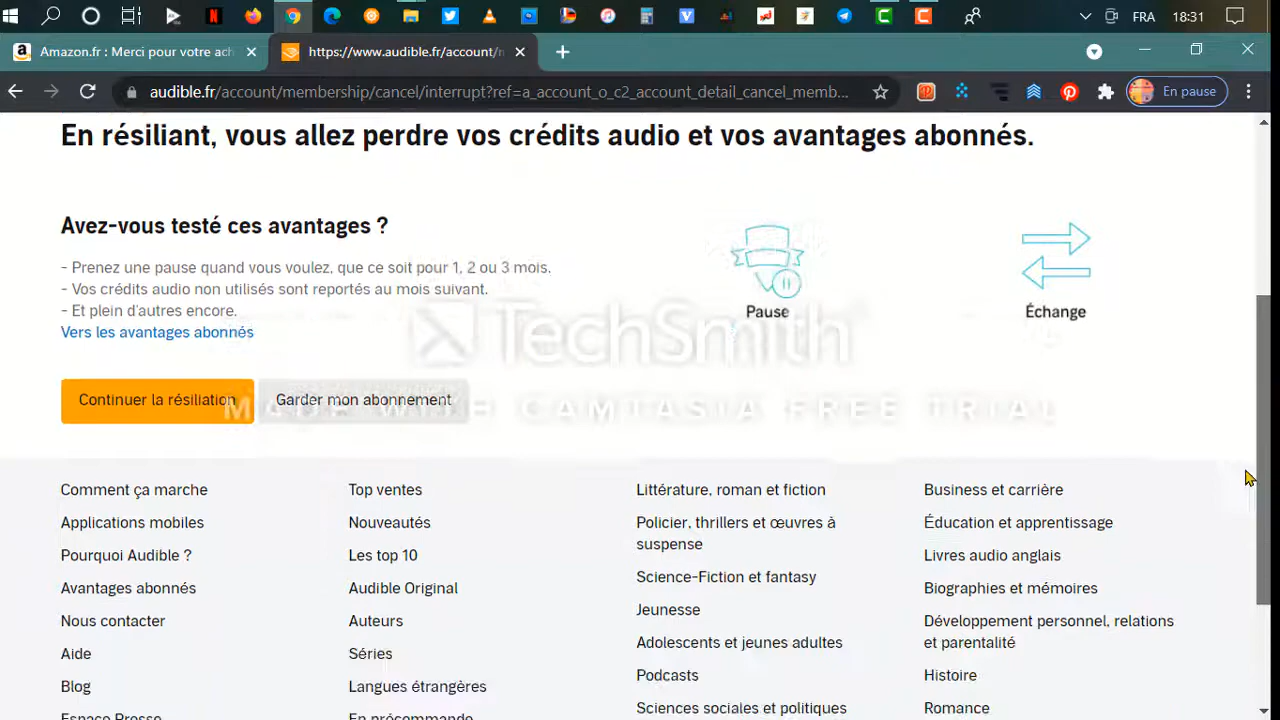 FRA
18:31
Amazon.fr : Merci pour votre ach
https://www.audible.fr/account/
audible.fr/account/membership/cancel/interrupt?ref=a_account_o_c2_account_detail_cancel_memb...
En pause
En résiliant, vous allez perdre vos crédits audio et vos avantages abonnés.
Avez-vous testé ces avantages ?
- Prenez une pause quand vous voulez, que ce soit pour 1, 2 ou 3 mois.
- Vos crédits audio non utilisés sont reportés au mois suivant.
- Et plein d'autres encore.
Vers les avantages abonnés
Pause
Échange
TechSmith
MADE WITH CAMTASIA FREE TRIAL
Continuer la résiliation
Garder mon abonnement
Comment ça marche
Applications mobiles
Pourquoi Audible ?
Avantages abonnés
Nous contacter
Aide
Blog
Espace Presse
Top ventes
Nouveautés
Les top 10
Audible Original
Auteurs
Séries
Langues étrangères
En précommande
Littérature, roman et fiction
Policier, thrillers et œuvres à
suspense
Science-Fiction et fantasy
Jeunesse
Adolescents et jeunes adultes
Podcasts
Sciences sociales et politiques
Business et carrière
Éducation et apprentissage
Livres audio anglais
Biographies et mémoires
Développement personnel, relations
et parentalité
Histoire
Romance